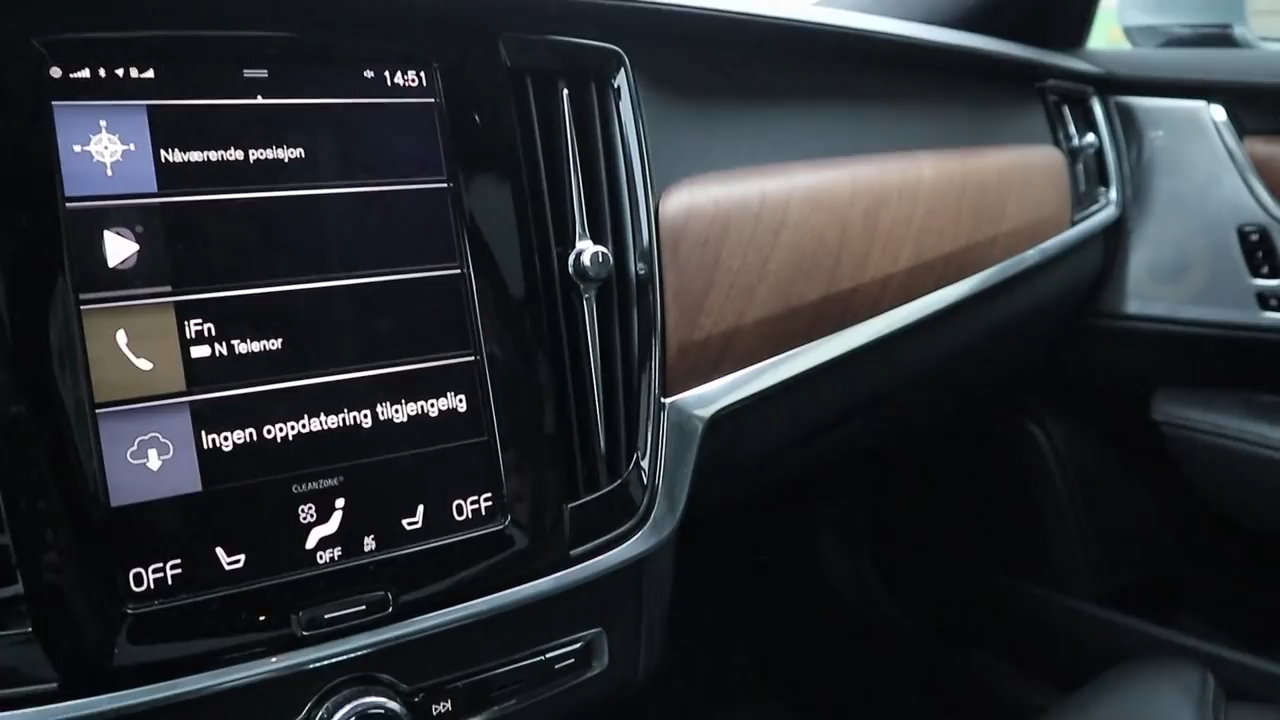 14:51
Nåværende posisjon
iFn
N Telenor
Ingen oppdatering tilgjengelig
CLEANZONE
OFF
OFF
OFF